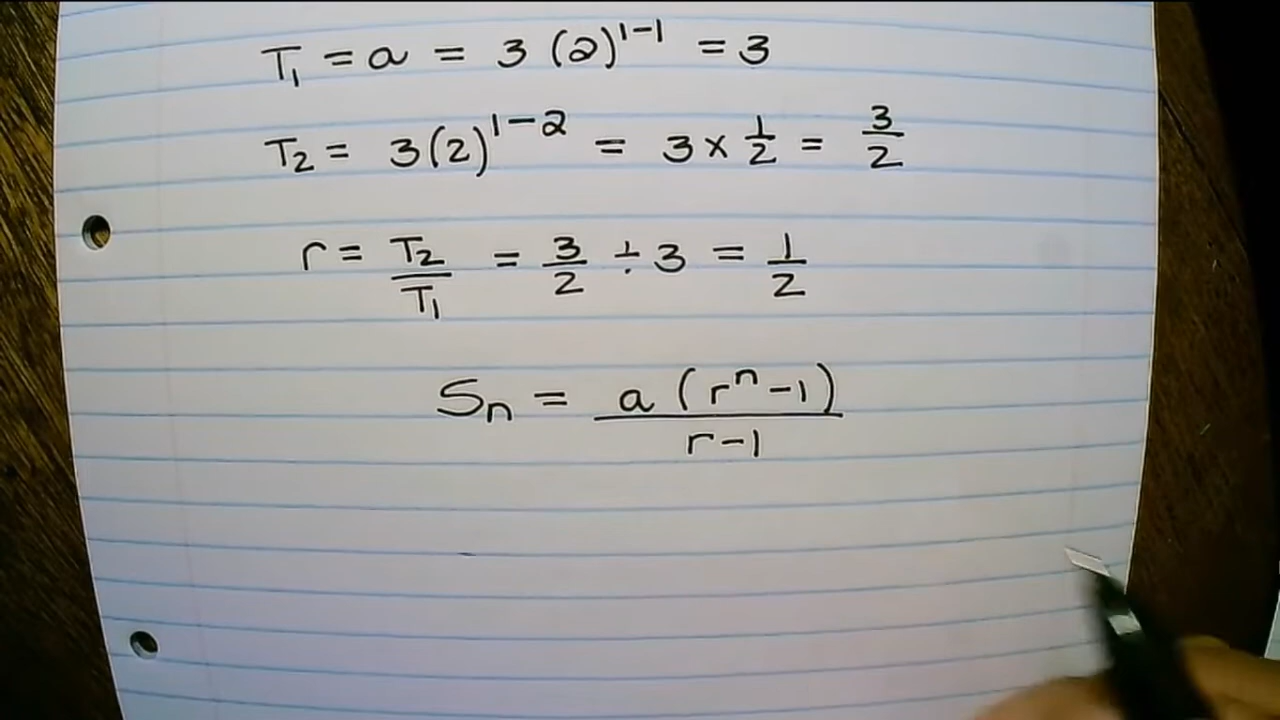 T₁ = a = 3 (2)¹⁻¹ = 3
T₂ = 3(2)¹⁻² = 3 × 1/2 = 3/2
r = T₂/T₁ = 3/2 ÷ 3 = 1/2
Sₙ = a (rⁿ - 1) / r - 1